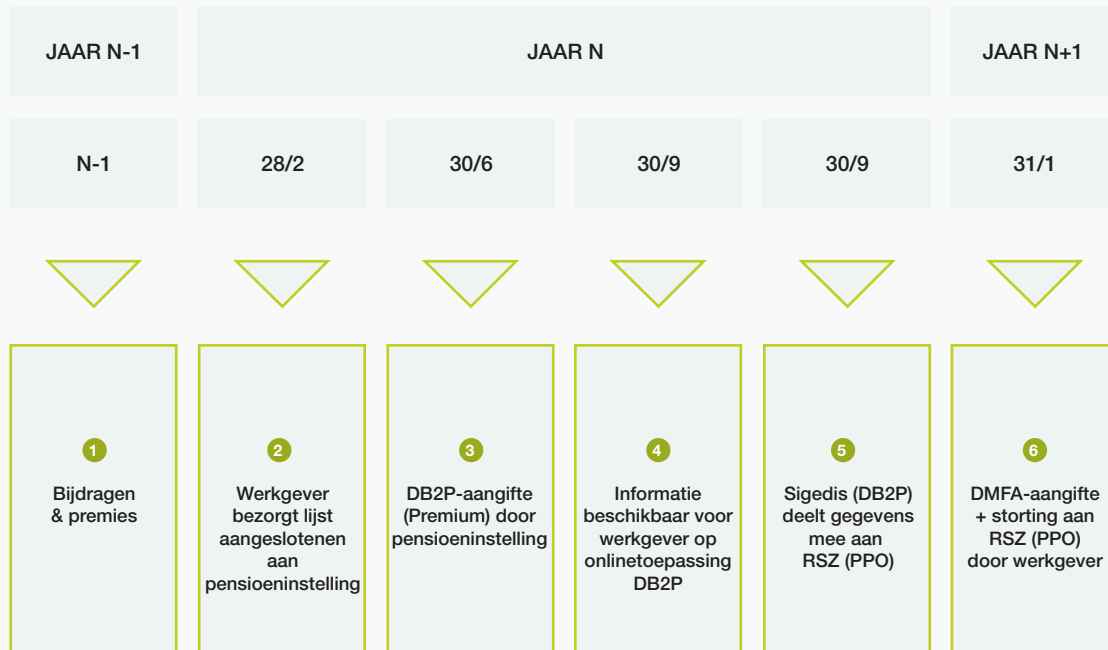 JAAR N-1
JAAR N
JAAR N+1
N-1
28/2
30/6
30/9
30/9
31/1
1
Bijdragen
& premies
2
Werkgever
bezorgt lijst
aangeslotenen
aan
pensioeninstelling
3
DB2P-aangifte
(Premium) door
pensioeninstelling
4
Informatie
beschikbaar voor
werkgever op
onlinetoepassing
DB2P
5
Sigedis (DB2P)
deelt gegevens
mee aan
RSZ (PPO)
6
DMFA-aangifte
+ storting aan
RSZ (PPO)
door werkgever